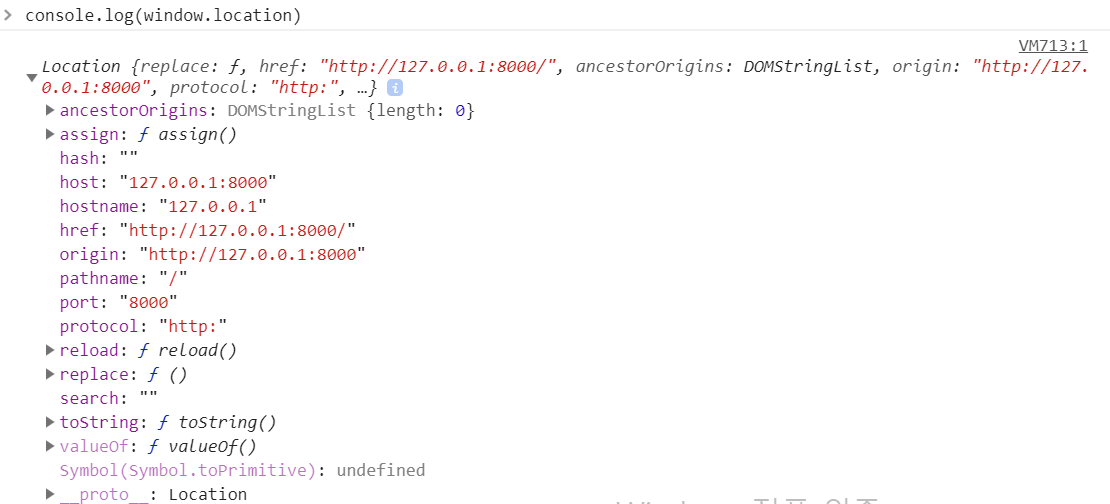 > console.log(window.location)
VM713:1
▼ Location {replace: ƒ, href: "http://127.0.0.1:8000/", ancestorOrigins: DOMStringList, origin: "http://127.
0.0.1:8000", protocol: "http:", …} i
▶ ancestorOrigins: DOMStringList {length: 0}
▶ assign: ƒ assign()
hash: ""
host: "127.0.0.1:8000"
hostname: "127.0.0.1"
href: "http://127.0.0.1:8000/"
origin: "http://127.0.0.1:8000"
pathname: "/"
port: "8000"
protocol: "http:"
▶ reload: ƒ reload()
▶ replace: ƒ ()
search: ""
▶ toString: ƒ toString()
▶ valueOf: ƒ valueOf()
Symbol(Symbol.toPrimitive): undefined
▶ __proto__: Location
Windows